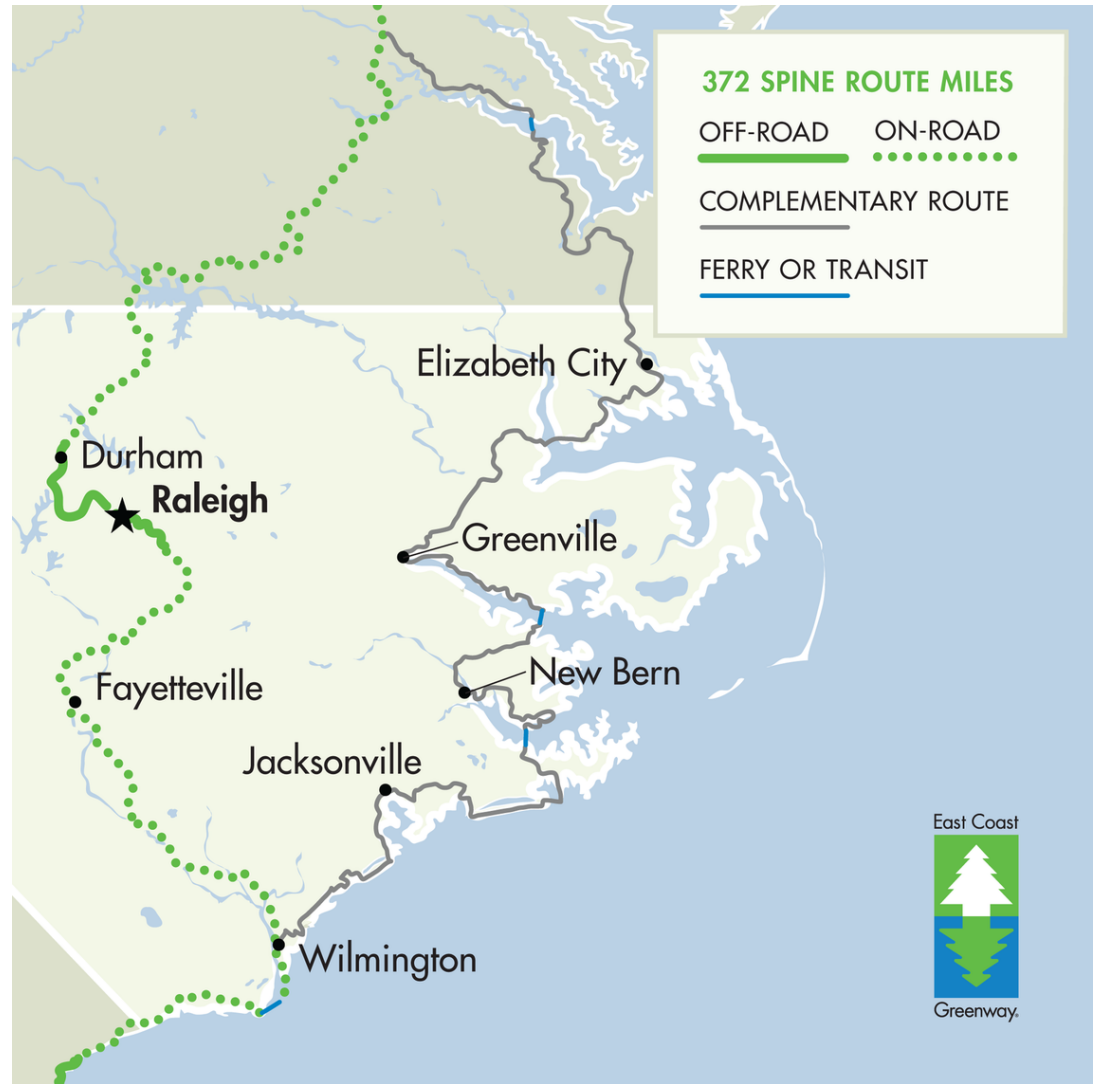 372 SPINE ROUTE MILES
OFF-ROAD
ON-ROAD
COMPLEMENTARY ROUTE
FERRY OR TRANSIT
Elizabeth City
Durham
Raleigh
Greenville
New Bern
Fayetteville
Jacksonville
East Coast
Wilmington
Greenway®